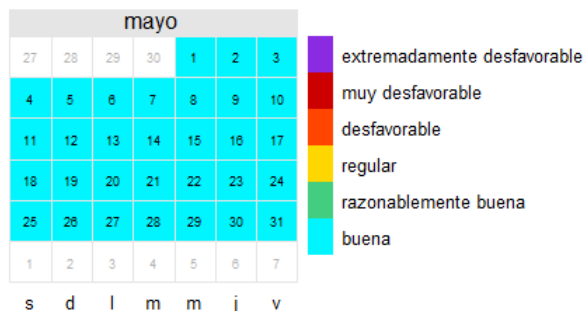 mayo
27 28 29 30 1 2 3
4 5 6 7 8 9 10
11 12 13 14 15 16 17
18 19 20 21 22 23 24
25 26 27 28 29 30 31
1 2 3 4 5 6 7
s d l m m j v
extremadamente desfavorable
muy desfavorable
desfavorable
regular
razonablemente buena
buena